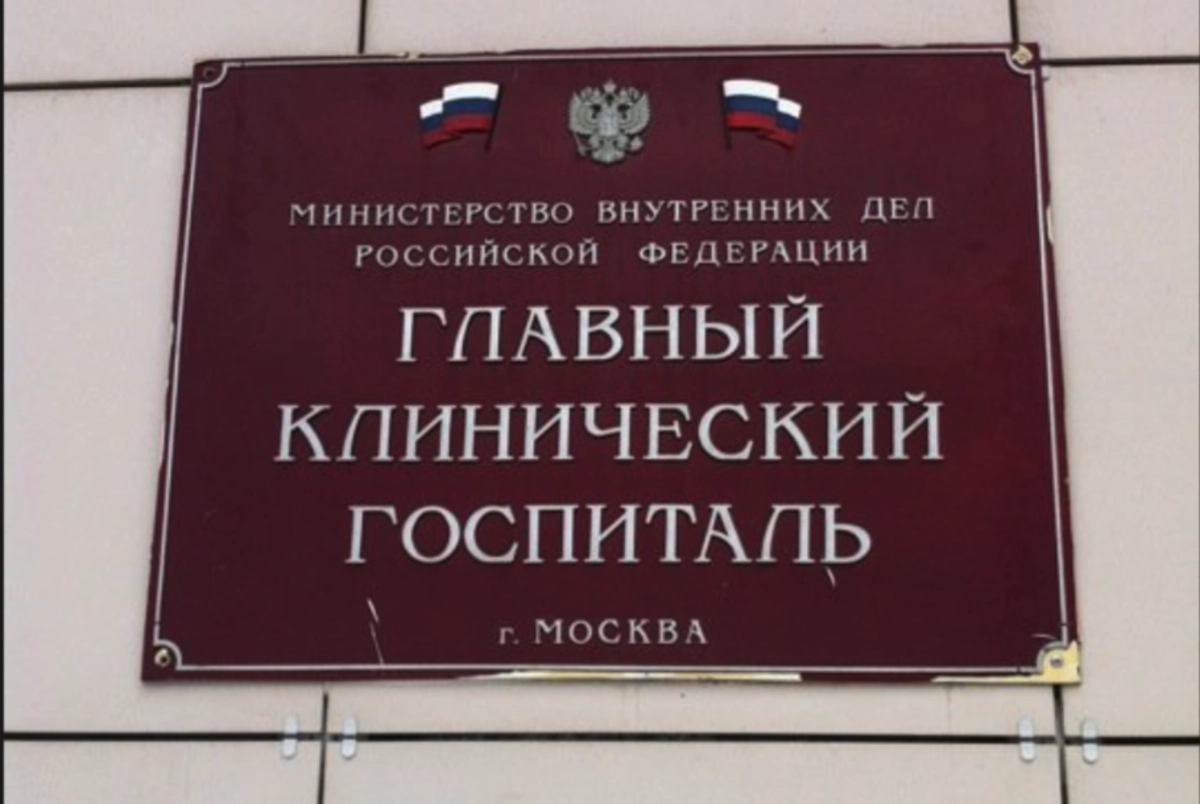 МИНИСТЕРСТВО ВНУТРЕННИХ ДЕЛ
РОССИЙСКОЙ ФЕДЕРАЦИИ
ГЛАВНЫЙ
КЛИНИЧЕСКИЙ
ГОСПИТАЛЬ
г. МОСКВА